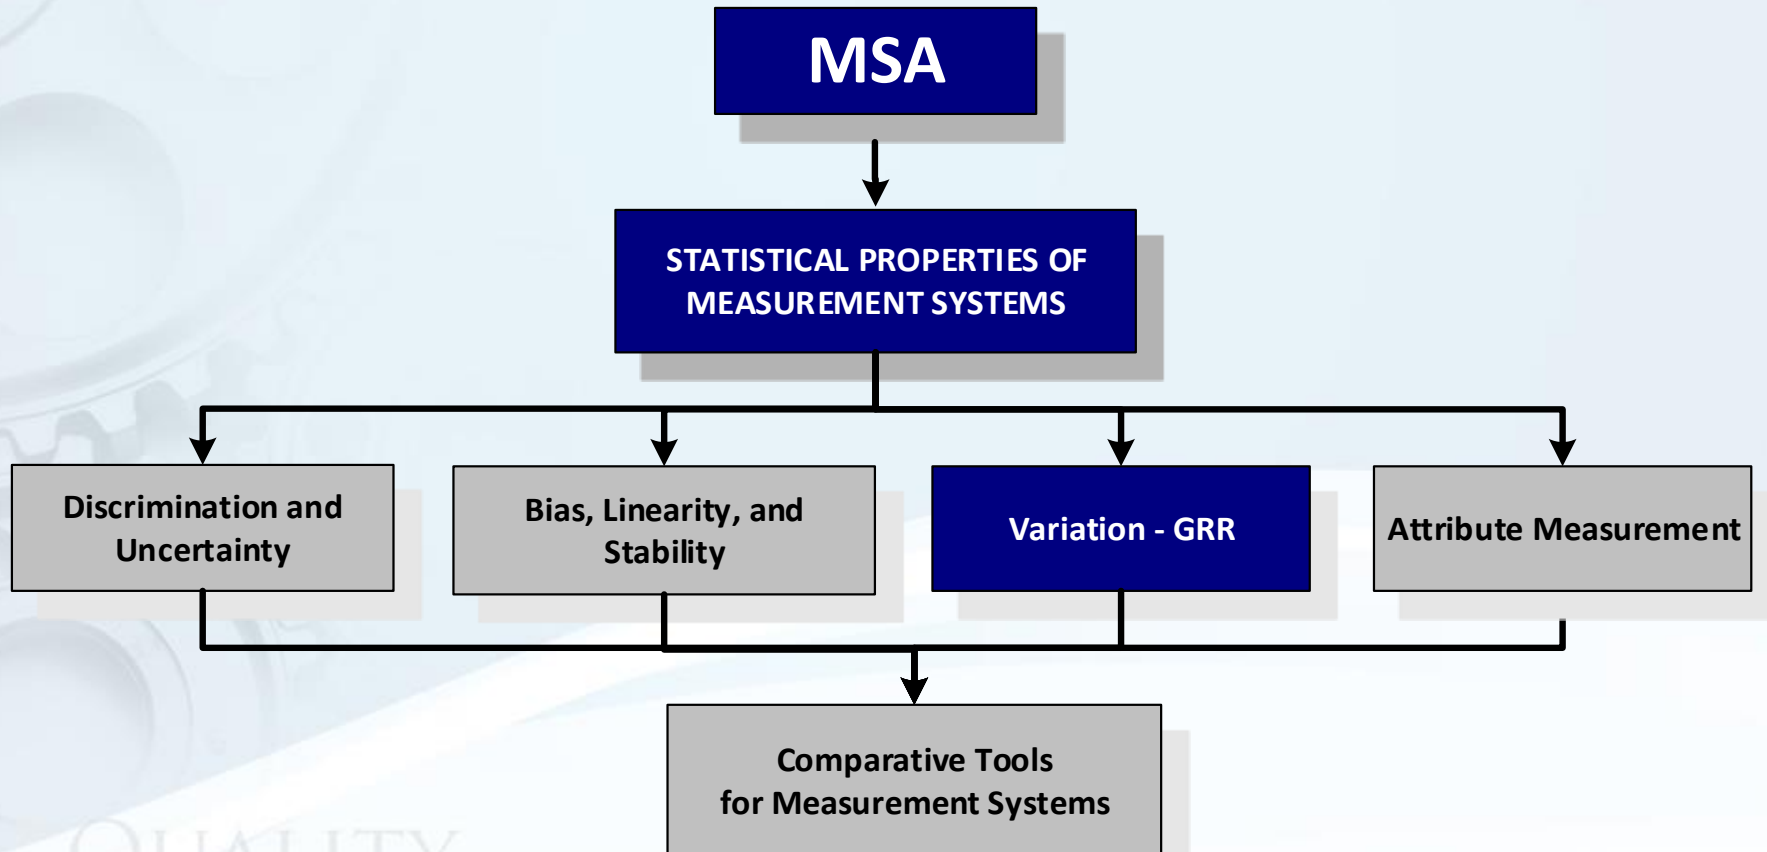 MSA
STATISTICAL PROPERTIES OF
MEASUREMENT SYSTEMS
Discrimination and
Uncertainty
Bias, Linearity, and
Stability
Variation - GRR
Attribute Measurement
Comparative Tools
for Measurement Systems
QUALITY